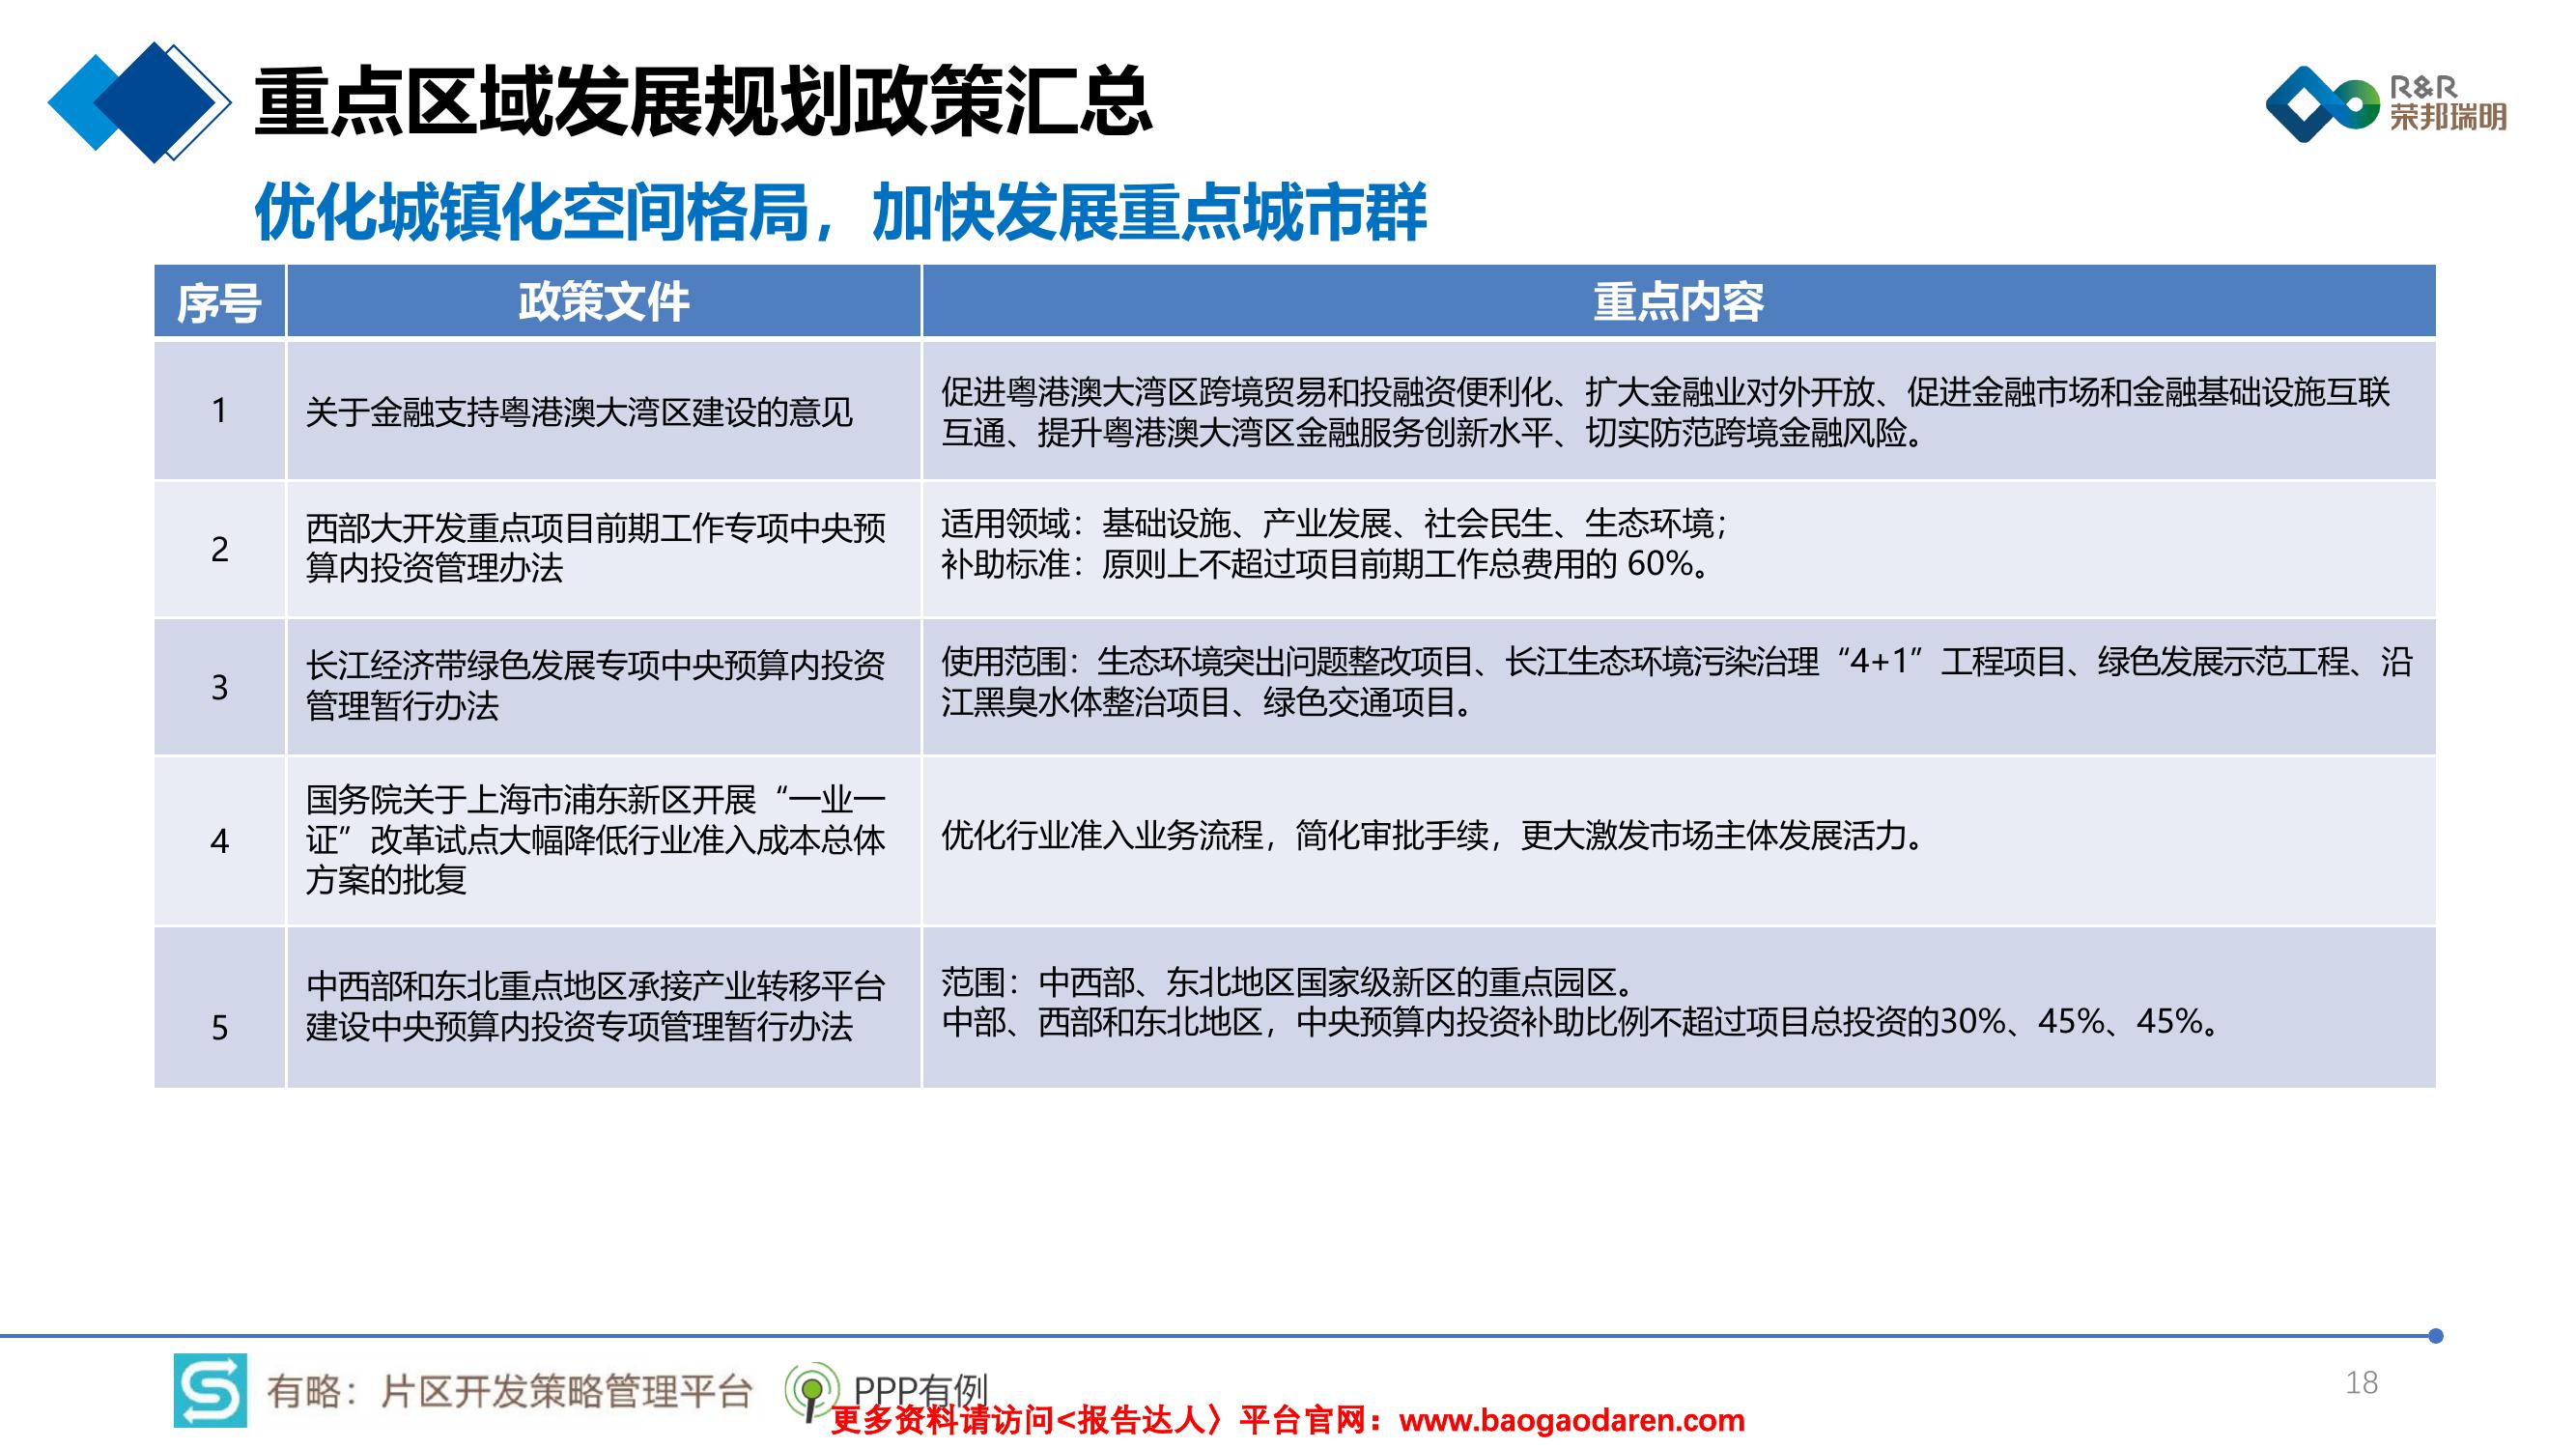 重点区域发展规划政策汇总
R&R
荣邦瑞明
优化城镇化空间格局，加快发展重点城市群
序号
政策文件
重点内容
1
关于金融支持粤港澳大湾区建设的意见
促进粤港澳大湾区跨境贸易和投融资便利化、扩大金融业对外开放、促进金融市场和金融基础设施互联
互通、提升粤港澳大湾区金融服务创新水平、切实防范跨境金融风险。
2
西部大开发重点项目前期工作专项中央预
算内投资管理办法
适用领域：基础设施、产业发展、社会民生、生态环境；
补助标准：原则上不超过项目前期工作总费用的 60%。
3
长江经济带绿色发展专项中央预算内投资
管理暂行办法
使用范围：生态环境突出问题整改项目、长江生态环境污染治理“4+1”工程项目、绿色发展示范工程、沿
江黑臭水体整治项目、绿色交通项目。
4
国务院关于上海市浦东新区开展“一业一
证”改革试点大幅降低行业准入成本总体
方案的批复
优化行业准入业务流程，简化审批手续，更大激发市场主体发展活力。
5
中西部和东北重点地区承接产业转移平台
建设中央预算内投资专项管理暂行办法
范围：中西部、东北地区国家级新区的重点园区。
中部、西部和东北地区，中央预算内投资补助比例不超过项目总投资的30%、45%、45%。
有略：片区开发策略管理平台
PPP有例
18
更多资料请访问<报告达人〉平台官网：www.baogaodaren.com